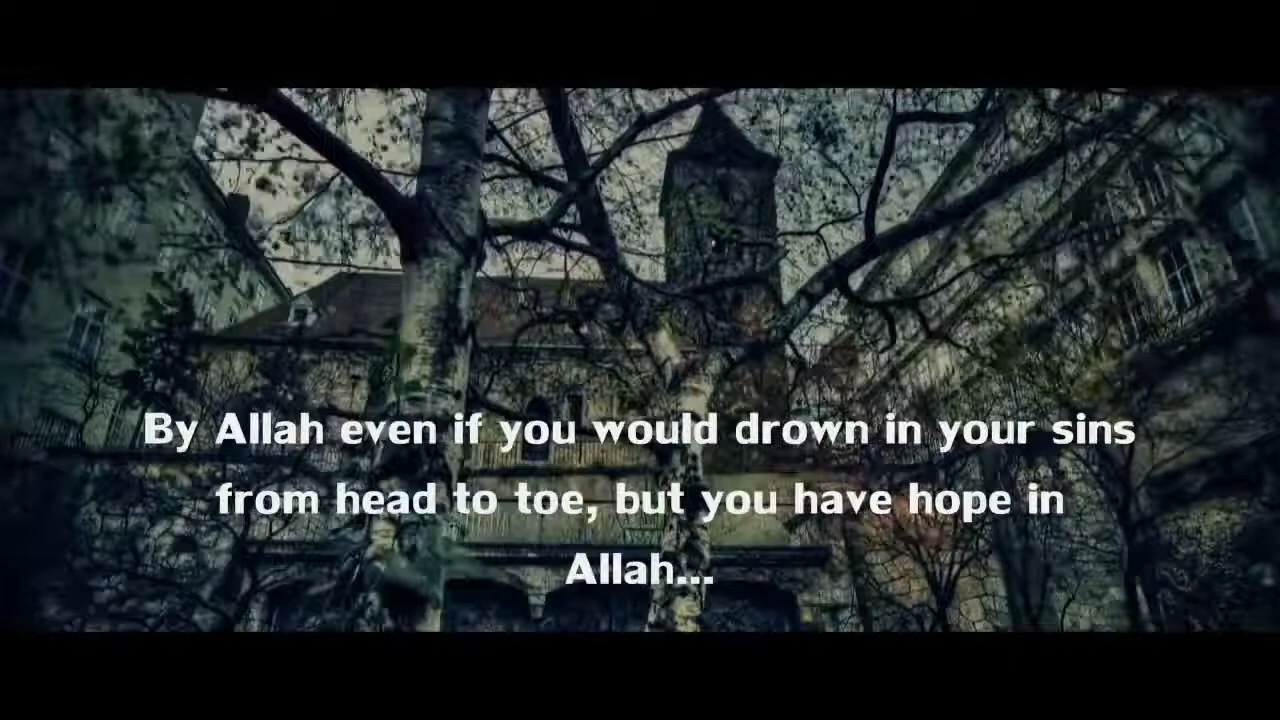 By Allah even if you would drown in your sins
from head to toe, but you have hope in
Allah...